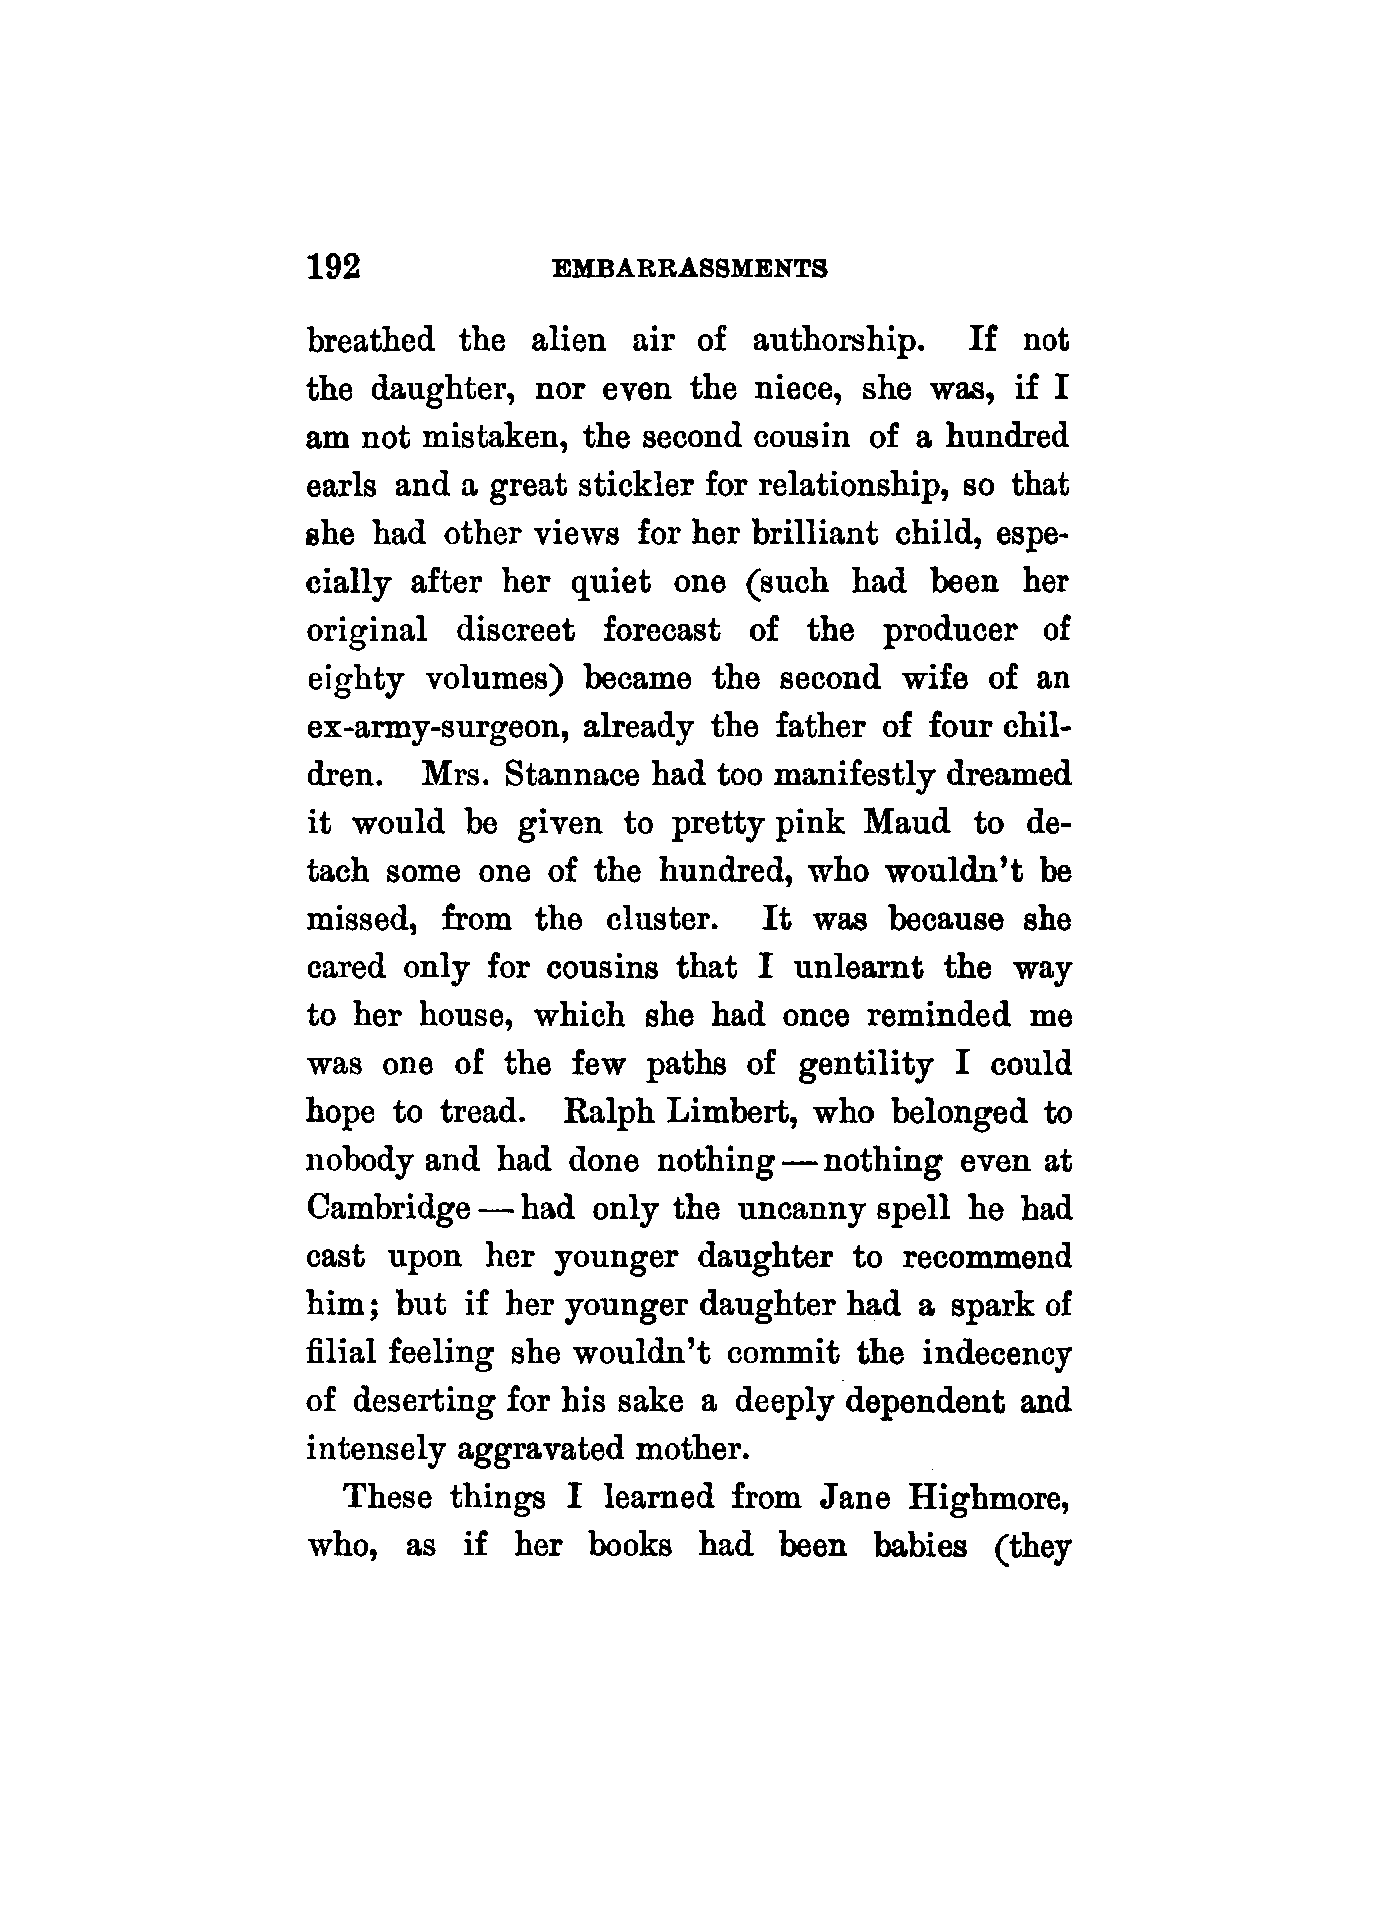 192 EMBARRASSMENTS
breathed the alien air of authorship. If not
the daughter, nor even the niece, she was, if I
am not mistaken, the second cousin of a hundred
earls and a great stickler for relationship, so that
she had other views for her brilliant child, espe-
cially after her quiet one (such had been her
original discreet forecast of the producer of
eighty volumes) became the second wife of an
ex-army-surgeon, already the father of four chil-
dren. Mrs. Stannace had too manifestly dreamed
it would be given to pretty pink Maud to de-
tach some one of the hundred, who wouldn't be
missed, from the cluster. It was because she
cared only for cousins that I unlearnt the way
to her house, which she had once reminded me
was one of the few paths of gentility I could
hope to tread. Ralph Limbert, who belonged to
nobody and had done nothing — nothing even at
Cambridge — had only the uncanny spell he had
cast upon her younger daughter to recommend
him; but if her younger daughter had a spark of
filial feeling she wouldn't commit the indecency
of deserting for his sake a deeply dependent and
intensely aggravated mother.
These things I learned from Jane Highmore,
who, as if her books had been babies (they